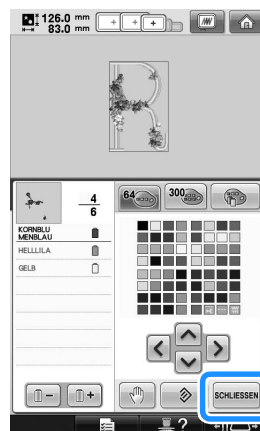 126.0 mm
83.0 mm
4
6
64
300
KORNBLU
MENBLAU
HELLLILA
GELB
SCHLIESSEN
?